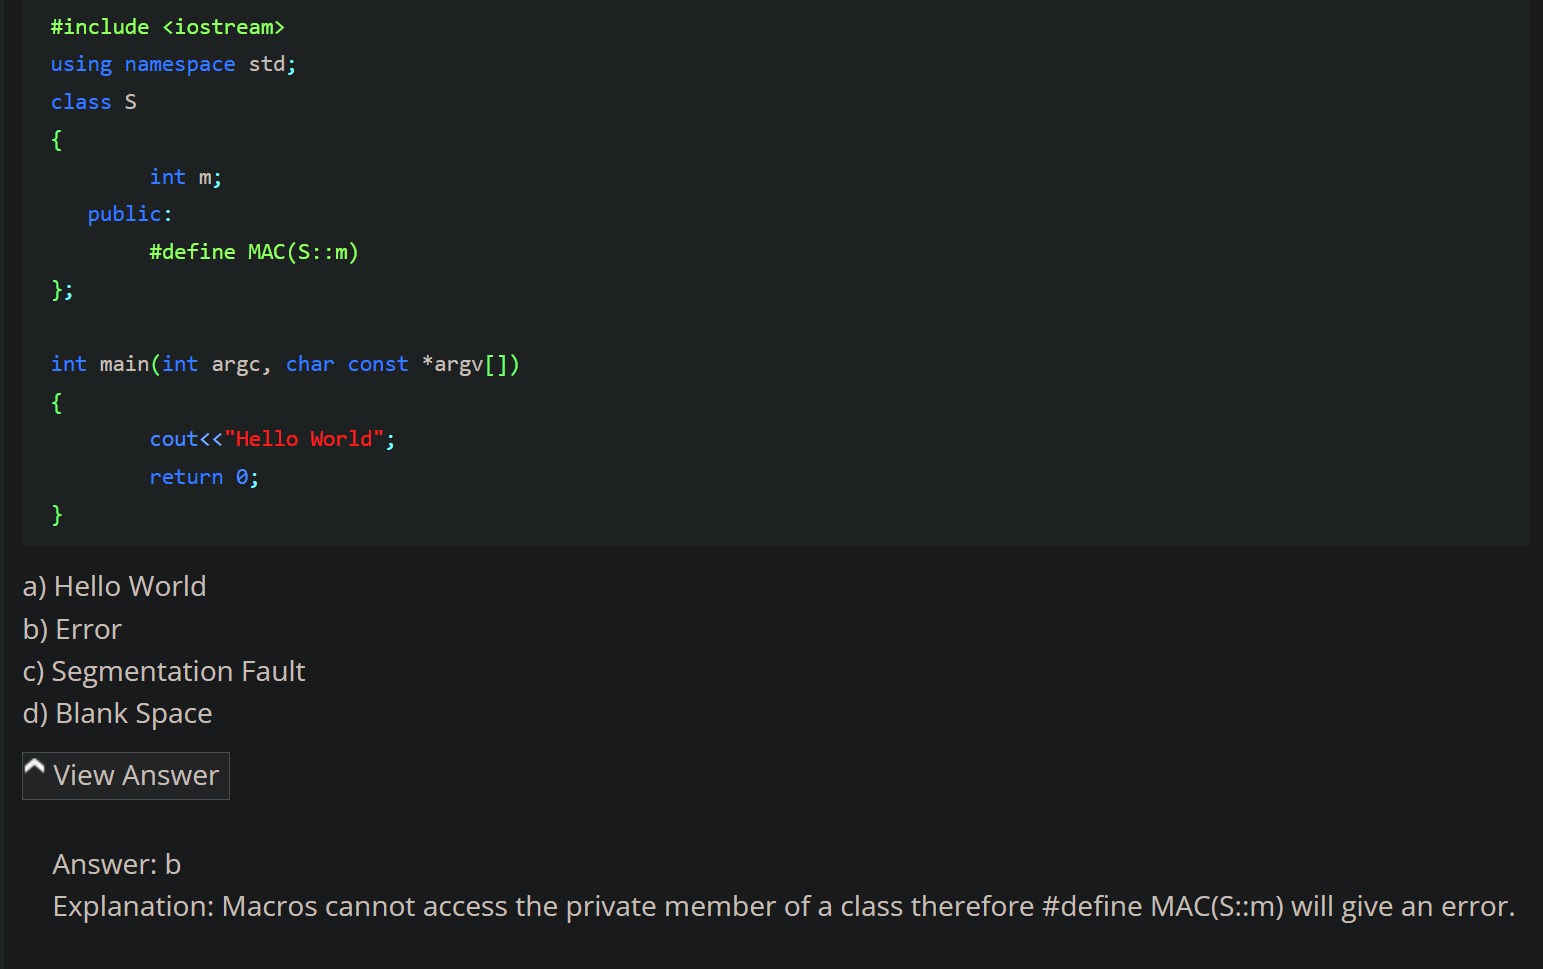 #include <iostream>
using namespace std;
class S
{
        int m;
   public:
        #define MAC(S::m)
};

int main(int argc, char const *argv[])
{
        cout<<"Hello World";
        return 0;
}
a) Hello World
b) Error
c) Segmentation Fault
d) Blank Space
View Answer
Answer: b
Explanation: Macros cannot access the private member of a class therefore #define MAC(S::m) will give an error.